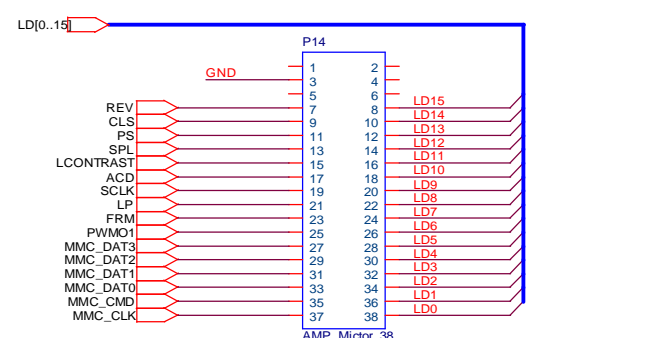 LD[0..15]
P14
1 2
GND 3 4
5 6
REV 7 8 LD15
CLS 9 10 LD14
PS 11 12 LD13
SPL 13 14 LD12
LCONTRAST 15 16 LD11
ACD 17 18 LD10
SCLK 19 20 LD9
LP 21 22 LD8
FRM 23 24 LD7
PWMO1 25 26 LD6
MMC_DAT3 27 28 LD5
MMC_DAT2 29 30 LD4
MMC_DAT1 31 32 LD3
MMC_DAT0 33 34 LD2
MMC_CMD 35 36 LD1
MMC_CLK 37 38 LD0
AMP_Mictor_38